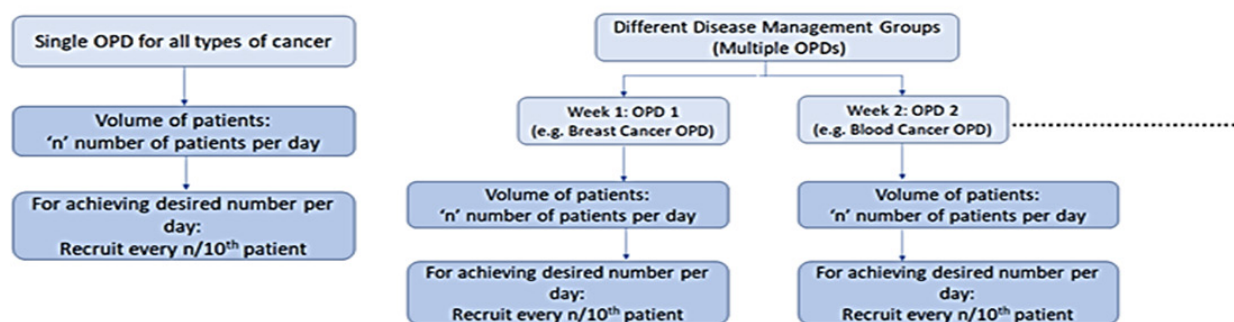 Single OPD for all types of cancer
Volume of patients:
‘n’ number of patients per day
For achieving desired number per
day:
Recruit every n/10th patient
Different Disease Management Groups
(Multiple OPDs)
Week 1: OPD 1
(e.g. Breast Cancer OPD)
Volume of patients:
‘n’ number of patients per day
For achieving desired number per
day:
Recruit every n/10th patient
Week 2: OPD 2
(e.g. Blood Cancer OPD)
Volume of patients:
‘n’ number of patients per day
For achieving desired number per
day:
Recruit every n/10th patient